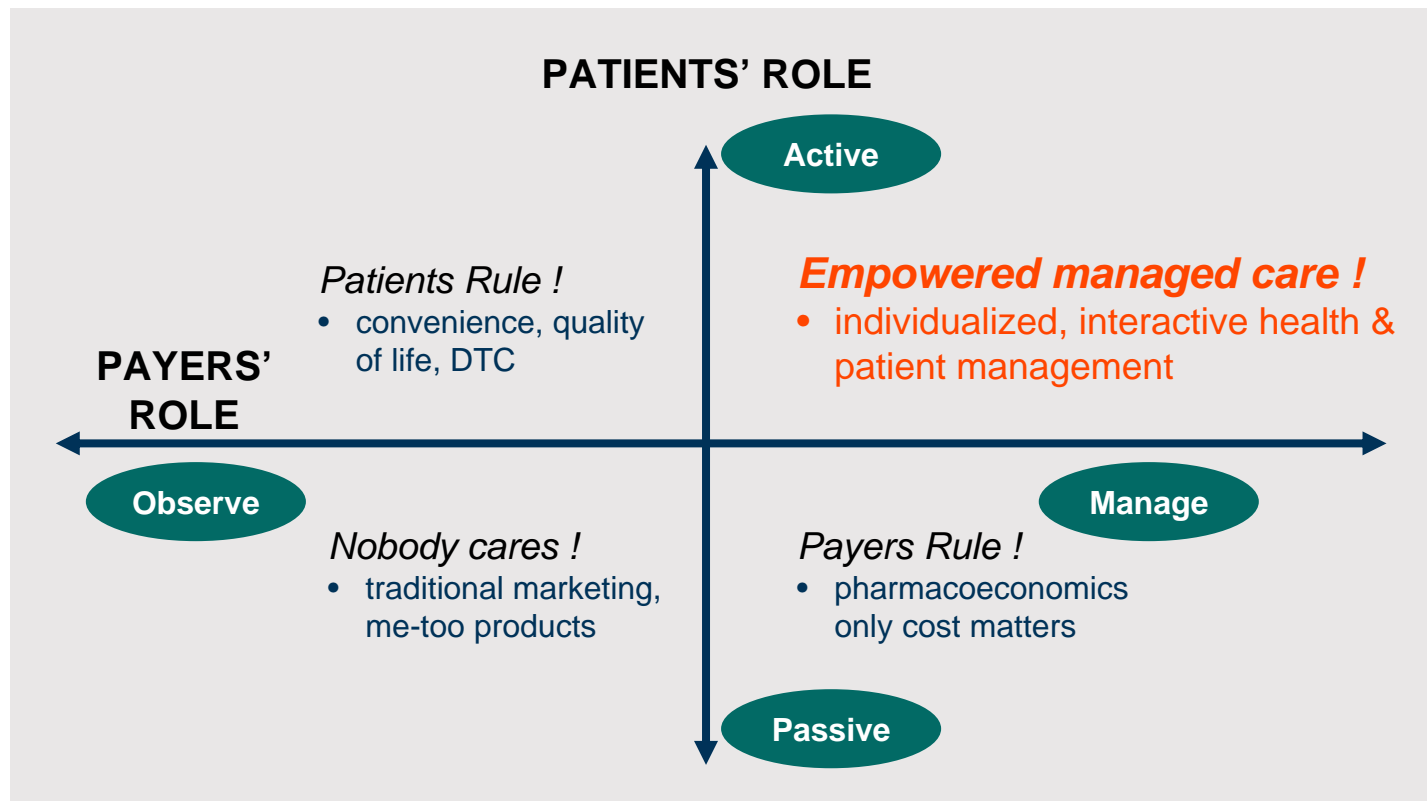 PATIENTS’ ROLE
Active
Patients Rule !
• convenience, quality
of life, DTC
Empowered managed care !
• individualized, interactive health &
patient management
PAYERS’
ROLE
Observe
Manage
Nobody cares !
• traditional marketing,
me-too products
Payers Rule !
• pharmacoeconomics
only cost matters
Passive